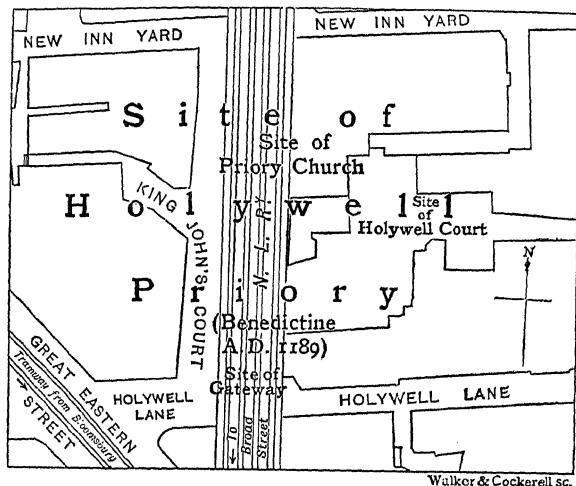 NEW INN YARD
NEW INN YARD
Site of
Site of
Priory Church
KING JOHN'S COURT
Holywell
N. L. RY.
Site
of
Holywell Court
N
Priory
(Benedictine
A.D. 1189)
Site of
Gateway
GREAT EASTERN
STREET
Tramway from Bloomsbury
HOLYWELL
LANE
HOLYWELL LANE
To
Broad
Street
Walker & Cockerell sc.